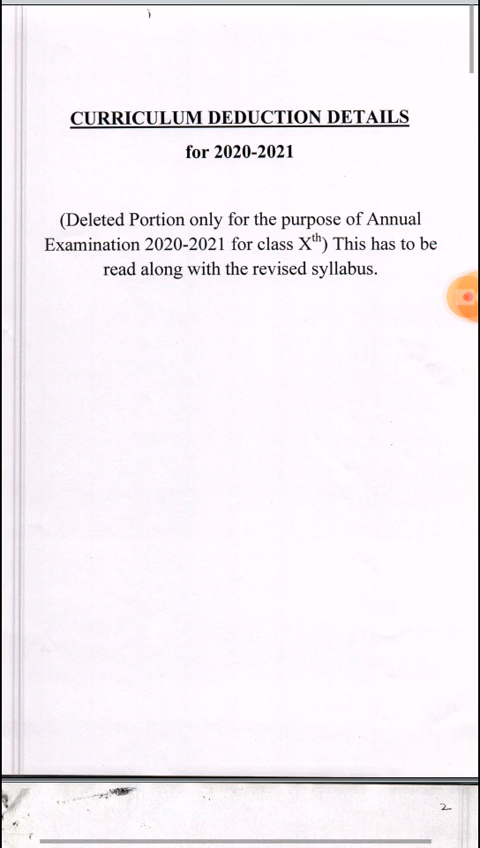 CURRICULUM DEDUCTION DETAILS
for 2020-2021
(Deleted Portion only for the purpose of Annual
Examination 2020-2021 for class Xth) This has to be
read along with the revised syllabus.
2